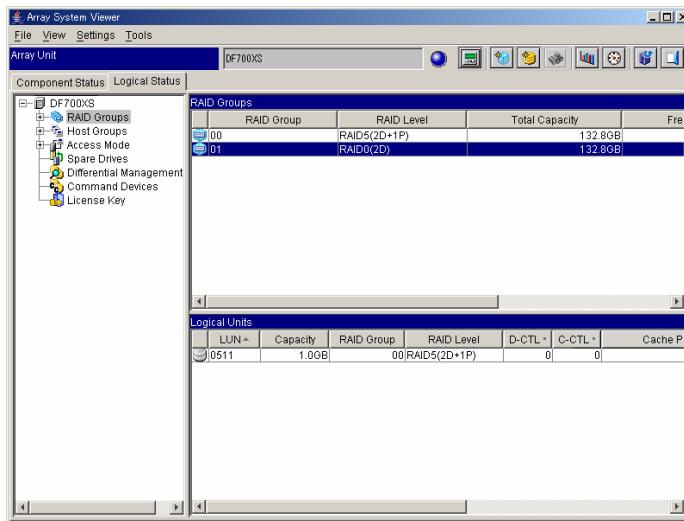 Array System Viewer
File View Settings Tools
Array Unit DF700XS
Component Status Logical Status
DF700XS
RAID Groups
Host Groups
Access Mode
Spare Drives
Differential Management
Command Devices
License Key
RAID Groups
RAID Group RAID Level Total Capacity Fre
00 RAID5(2D+1P) 132.8GB
01 RAID0(2D) 132.8GB
Logical Units
LUN Capacity RAID Group RAID Level D-CTL * C-CTL * Cache P
0511 1.0GB 00 RAID5(2D+1P) 0 0